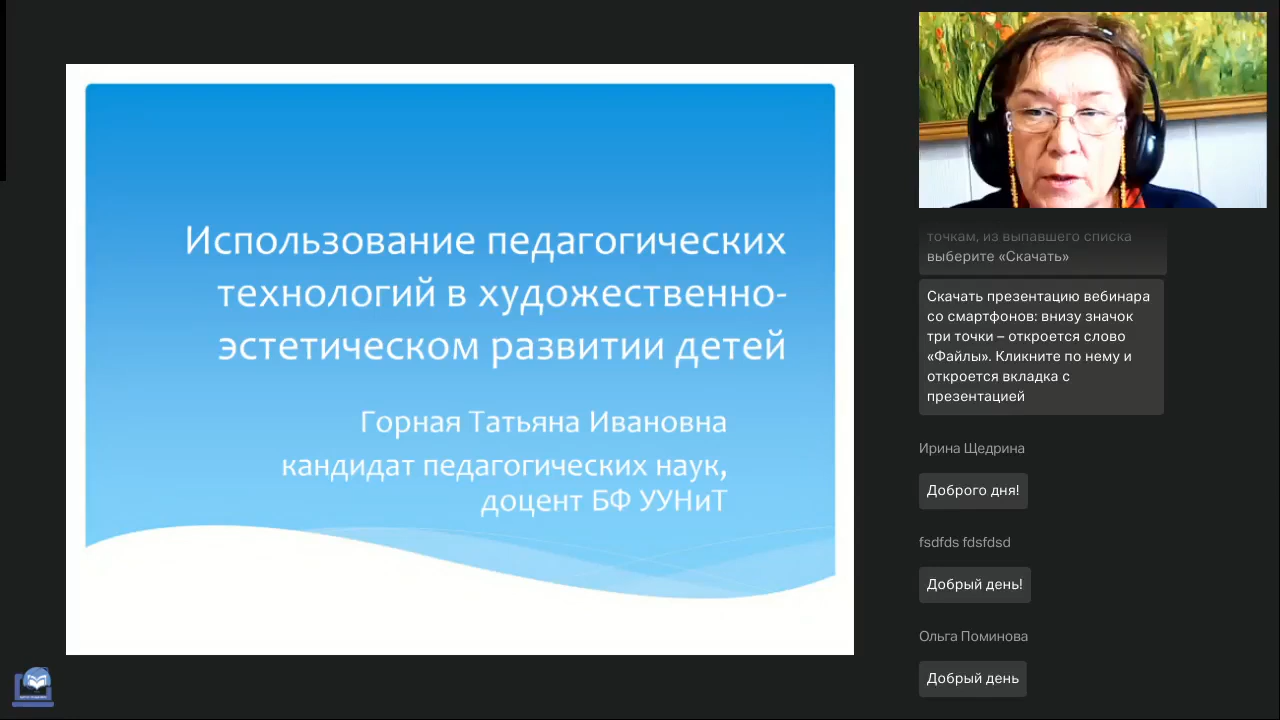 Использование педагогических
технологий в художественно-
эстетическом развитии детей
Горная Татьяна Ивановна
кандидат педагогических наук,
доцент БФ УУНиТ
точкам, из выпавшего списка
выберите «Скачать»
Скачать презентацию вебинара
со смартфонов: внизу значок
три точки – откроется слово
«Файлы». Кликните по нему и
откроется вкладка с
презентацией
Ирина Щедрина
Доброго дня!
fsdfds fdsfdsd
Добрый день!
Ольга Поминова
Добрый день